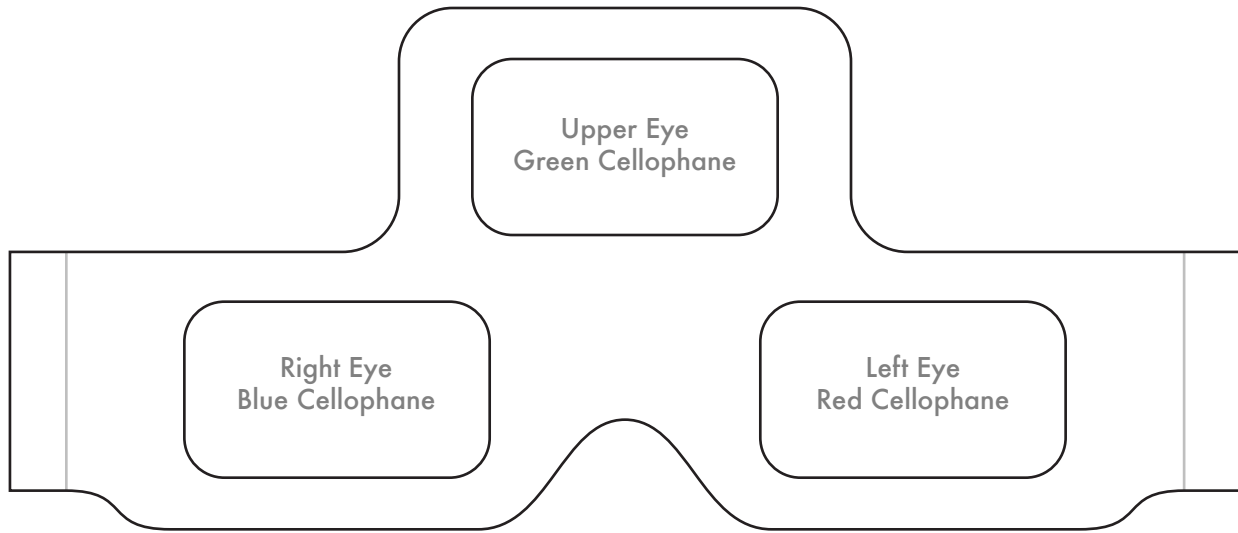 Upper Eye
Green Cellophane
Right Eye
Blue Cellophane
Left Eye
Red Cellophane